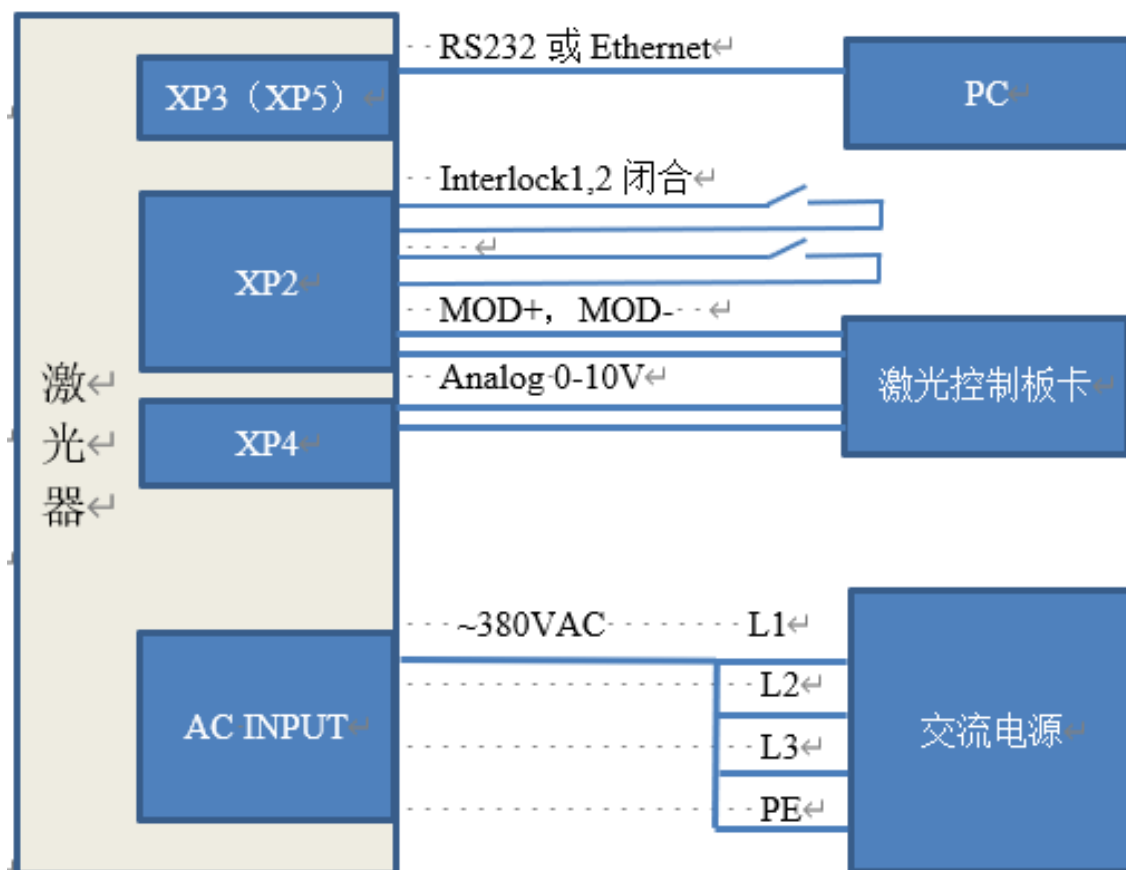 RS232 或 Ethernet
XP3（XP5）
PC
Interlock1,2 闭合
XP2
MOD+，MOD-
Analog 0-10V
激光控制板卡
XP4
激
光
器
~380VAC L1
L2
AC INPUT
交流电源
L3
PE